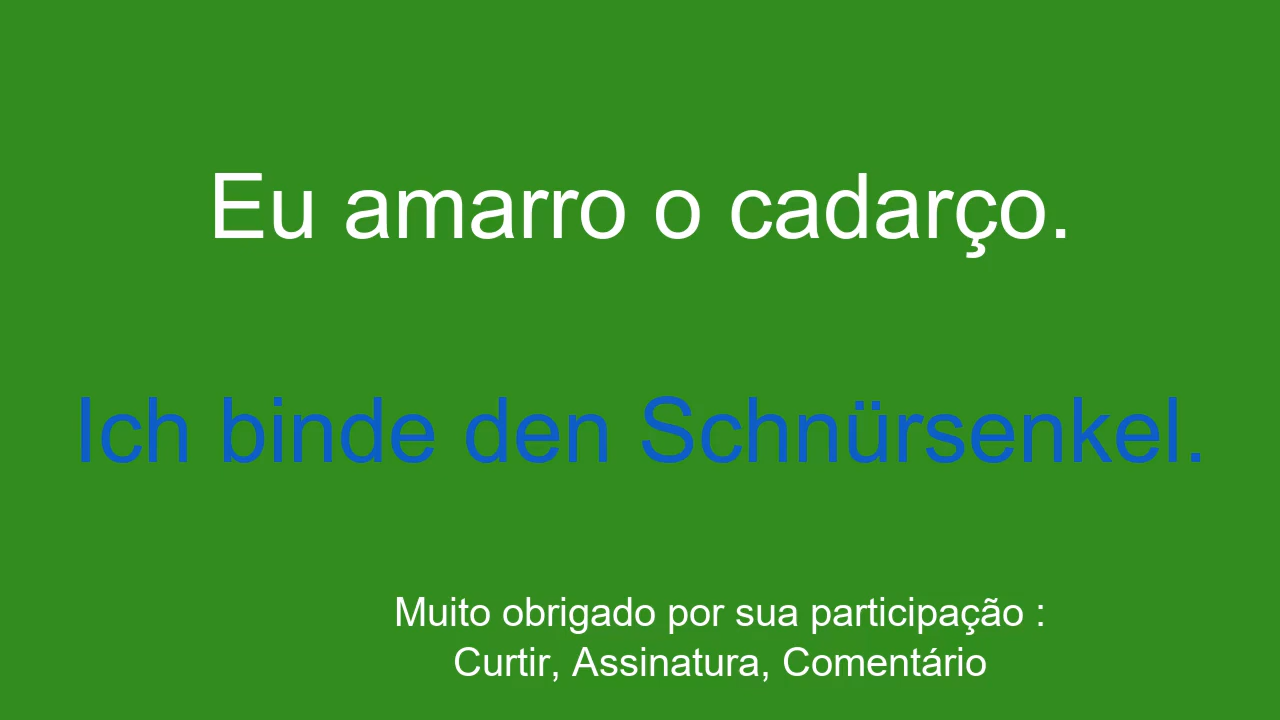 Eu amarro o cadarço.
Ich binde den Schnürsenkel.
Muito obrigado por sua participação :
Curtir, Assinatura, Comentário